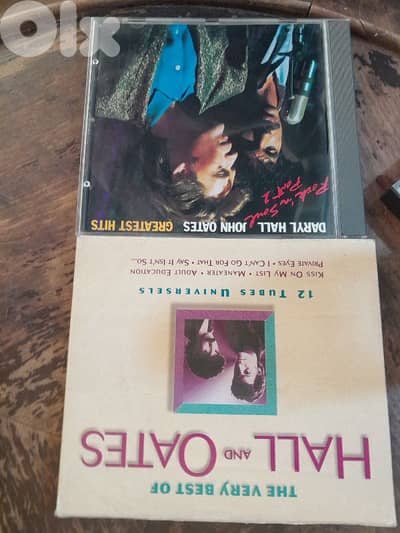 OLX
THE VERY BEST OF
HALL AND OATES
12 TUBES UNIVERSELS
KISS ON MY LIST • MANEATER • ADULT EDUCATION
PRIVATE EYES • I CAN'T GO FOR THAT • SAY IT ISN'T SO...
DARYL HALL JOHN OATES GREATEST HITS
Rock 'n Soul
Part 1